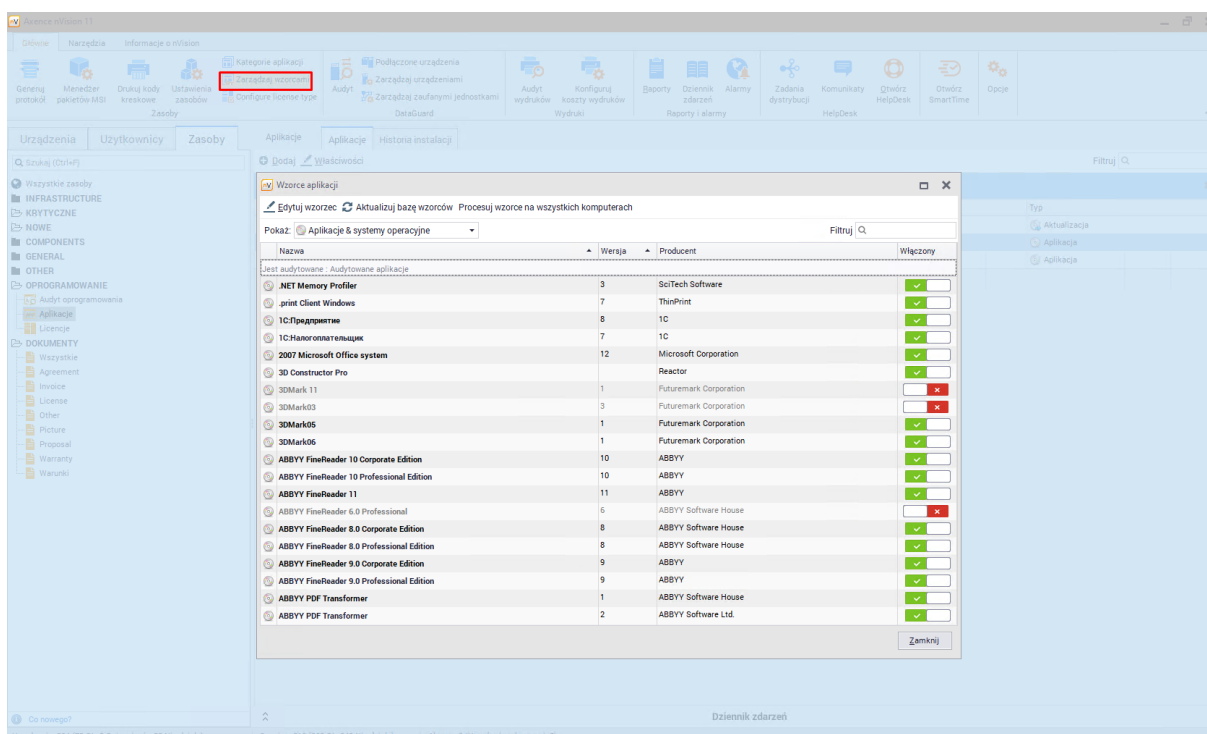 Axence nVision 11
Główne Narzędzia Informacje o nVision
Generuj protokół
Menedżer pakietów MSI
Drukuj kody kreskowe
Ustawienia zasobów
Kategorie aplikacji
Zarządzaj wzorcami
Configure license type
Zasoby
Audyt
Podłączone urządzenia
Zarządzaj urządzeniami
Zarządzaj zaufanymi jednostkami
DataGuard
Audyt wydruków
Konfiguruj koszty wydruków
Wydruki
Raporty
Dziennik zdarzeń
Alarmy
Raporty i alarmy
Zadania dystrybucji
Komunikaty
Otwórz HelpDesk
HelpDesk
Otwórz SmartTime
Opcje
Urządzenia Użytkownicy Zasoby
Aplikacje Aplikacje Historia instalacji
Szukaj (Ctrl+F)
Dodaj Właściwości Filtruj
Wszystkie zasoby
INFRASTRUCTURE
KRYTYCZNE
NOWE
COMPONENTS
GENERAL
OTHER
OPROGRAMOWANIE
Audyt oprogramowania
Aplikacje
Licencje
DOKUMENTY
Wszystkie
Agreement
Invoice
License
Other
Picture
Proposal
Warranty
Warunki
Typ
Aktualizacja
Aplikacja
Aplikacja
Wzorce aplikacji
Edytuj wzorzec Aktualizuj bazę wzorców Procesuj wzorce na wszystkich komputerach
Pokaż: Aplikacje & systemy operacyjne Filtruj
Nazwa Wersja Producent Włączony
Jest audytowane : Audytowane aplikacje
.NET Memory Profiler 3 SciTech Software
.print Client Windows 7 ThinPrint
1С:Предприятие 8 1C
1С:Налогоплательщик 7 1C
2007 Microsoft Office system 12 Microsoft Corporation
3D Constructor Pro Reactor
3DMark 11 1 Futuremark Corporation
3DMark03 3 Futuremark Corporation
3DMark05 1 Futuremark Corporation
3DMark06 1 Futuremark Corporation
ABBYY FineReader 10 Corporate Edition 10 ABBYY
ABBYY FineReader 10 Professional Edition 10 ABBYY
ABBYY FineReader 11 11 ABBYY
ABBYY FineReader 6.0 Professional 6 ABBYY Software House
ABBYY FineReader 8.0 Corporate Edition 8 ABBYY Software House
ABBYY FineReader 8.0 Professional Edition 8 ABBYY Software House
ABBYY FineReader 9.0 Corporate Edition 9 ABBYY
ABBYY FineReader 9.0 Professional Edition 9 ABBYY
ABBYY PDF Transformer 1 ABBYY Software House
ABBYY PDF Transformer 2 ABBYY Software Ltd.
Zamknij
Co nowego?
Dziennik zdarzeń